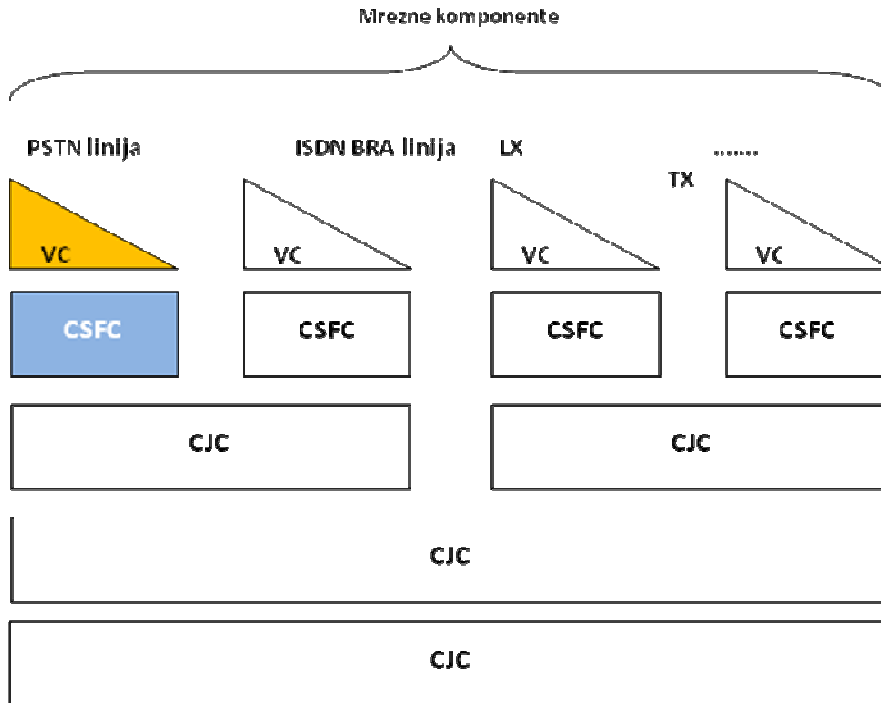 Mrezne komponente
PSTN linija ISDN BRA linija LX .......
TX
VC VC VC VC
CSFC CSFC CSFC CSFC
CJC CJC
CJC
CJC